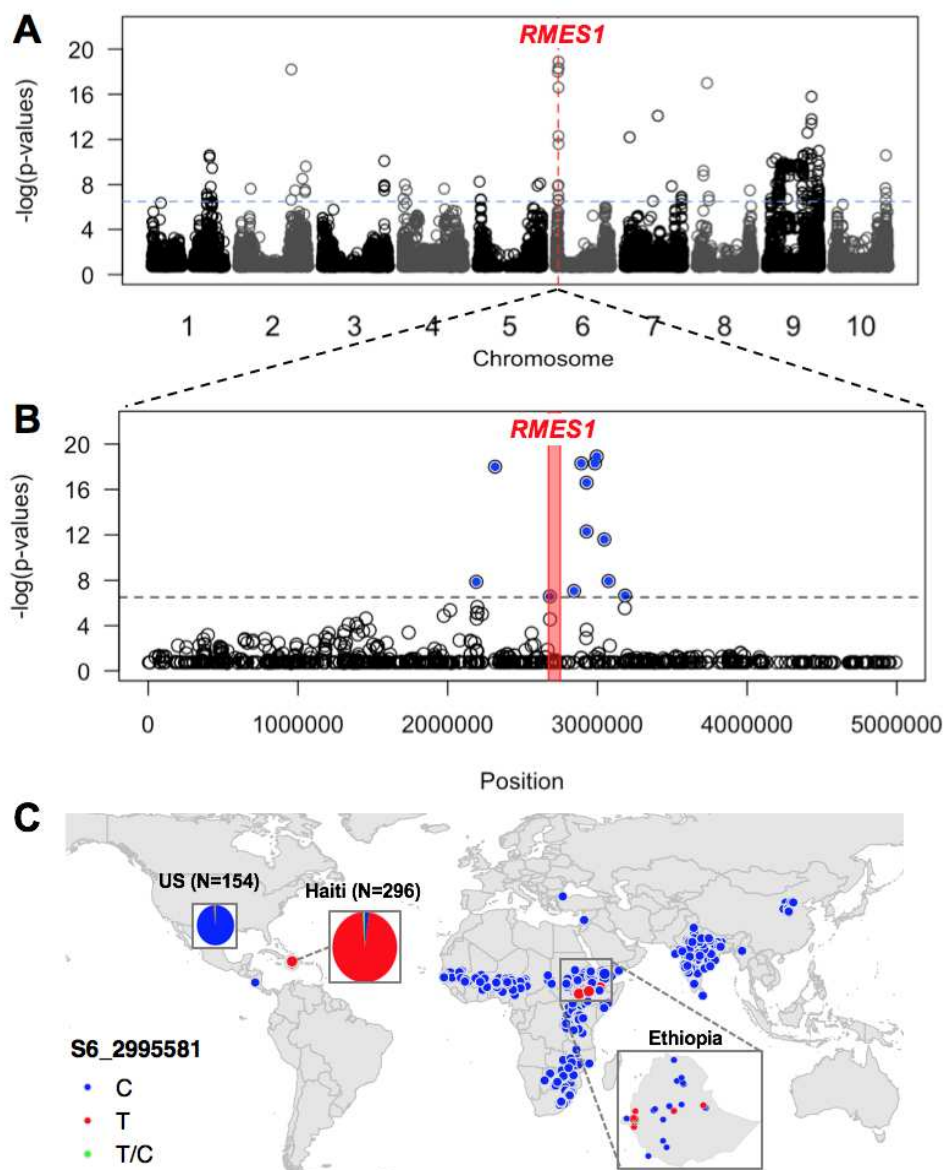 A
RMES1
20
16
12
8
4
0
-log(p-values)
1 2 3 4 5 6 7 8 9 10
Chromosome
B
RMES1
20
16
12
8
4
0
-log(p-values)
0 1000000 2000000 3000000 4000000 5000000
Position
C
US (N=154)
Haiti (N=296)
Ethiopia
S6_2995581
C
T
T/C